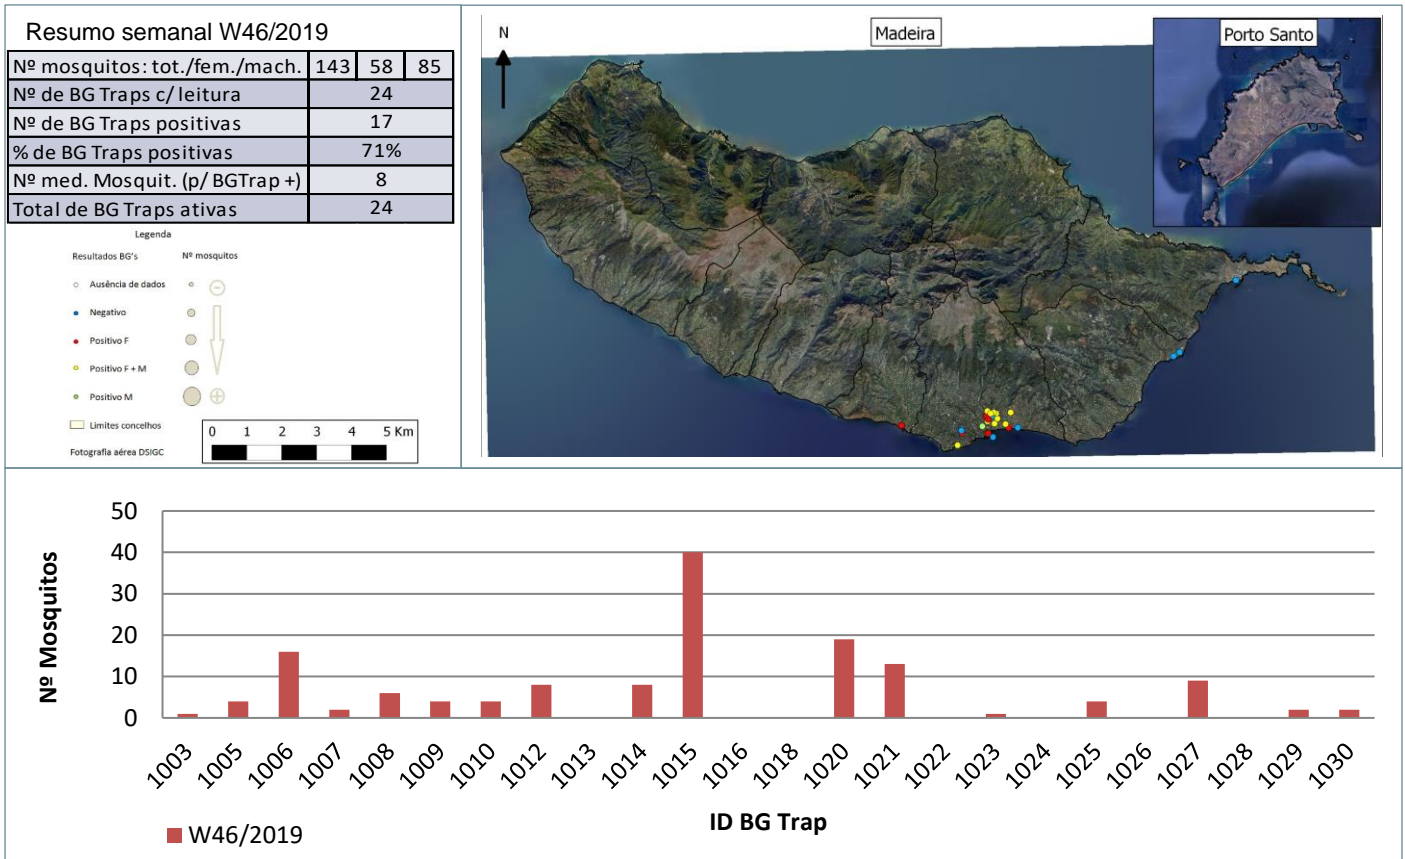 Resumo semanal W46/2019
Nº mosquitos: tot./fem./mach. 143 58 85
Nº de BG Traps c/ leitura 24
Nº de BG Traps positivas 17
% de BG Traps positivas 71%
Nº med. Mosquit. (p/ BGTrap +) 8
Total de BG Traps ativas 24
Legenda
Resultados BG's Nº mosquitos
Ausência de dados
Negativo
Positivo F
Positivo F + M
Positivo M
Limites concelhos
Fotografia aérea DSIGC
0 1 2 3 4 5 Km
N
Madeira
Porto Santo
50
40
30
20
10
0
Nº Mosquitos
1003 1005 1006 1007 1008 1009 1010 1012 1013 1014 1015 1016 1018 1020 1021 1022 1023 1024 1025 1026 1027 1028 1029 1030
ID BG Trap
W46/2019